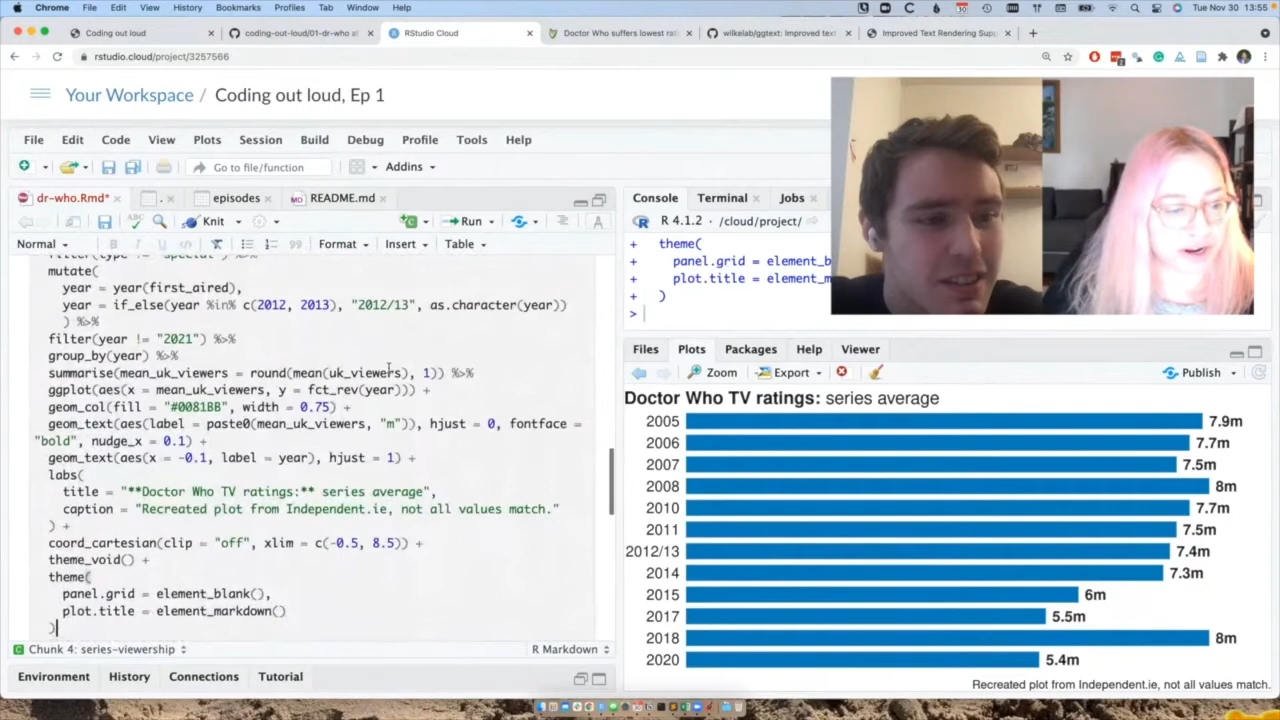 Chrome File Edit View History Bookmarks Profiles Tab Window Help Tue Nov 30 13:55
Coding out loud × coding-out-loud/01-dr-who a × RStudio Cloud × Doctor Who suffers lowest rat × wilkelab/ggtext: Improved text × Improved Text Rendering Supp × +
rstudio.cloud/project/3257566
Your Workspace / Coding out loud, Ep 1
File Edit Code View Plots Session Build Debug Profile Tools Help
Go to file/function Addins
dr-who.Rmd* × . × episodes × README.md ×
Knit Run
Normal Format Insert Table
filter(type != "special") %>%
mutate(
year = year(first_aired),
year = if_else(year %in% c(2012, 2013), "2012/13", as.character(year))
) %>%
filter(year != "2021") %>%
group_by(year) %>%
summarise(mean_uk_viewers = round(mean(uk_viewers), 1)) %>%
ggplot(aes(x = mean_uk_viewers, y = fct_rev(year))) +
geom_col(fill = "#0081BB", width = 0.75) +
geom_text(aes(label = paste0(mean_uk_viewers, "m")), hjust = 0, fontface =
"bold", nudge_x = 0.1) +
geom_text(aes(x = -0.1, label = year), hjust = 1) +
labs(
title = "**Doctor Who TV ratings:** series average",
caption = "Recreated plot from Independent.ie, not all values match."
) +
coord_cartesian(clip = "off", xlim = c(-0.5, 8.5)) +
theme_void() +
theme(
panel.grid = element_blank(),
plot.title = element_markdown()
)
Chunk 4: series-viewership R Markdown
Environment History Connections Tutorial
Console Terminal × Jobs ×
R 4.1.2 · /cloud/project/
+ theme(
+ panel.grid = element_b
+ plot.title = element_m
+ )
>
Files Plots Packages Help Viewer
Zoom Export Publish
Doctor Who TV ratings: series average
2005 7.9m
2006 7.7m
2007 7.5m
2008 8m
2010 7.7m
2011 7.5m
2012/13 7.4m
2014 7.3m
2015 6m
2017 5.5m
2018 8m
2020 5.4m
Recreated plot from Independent.ie, not all values match.